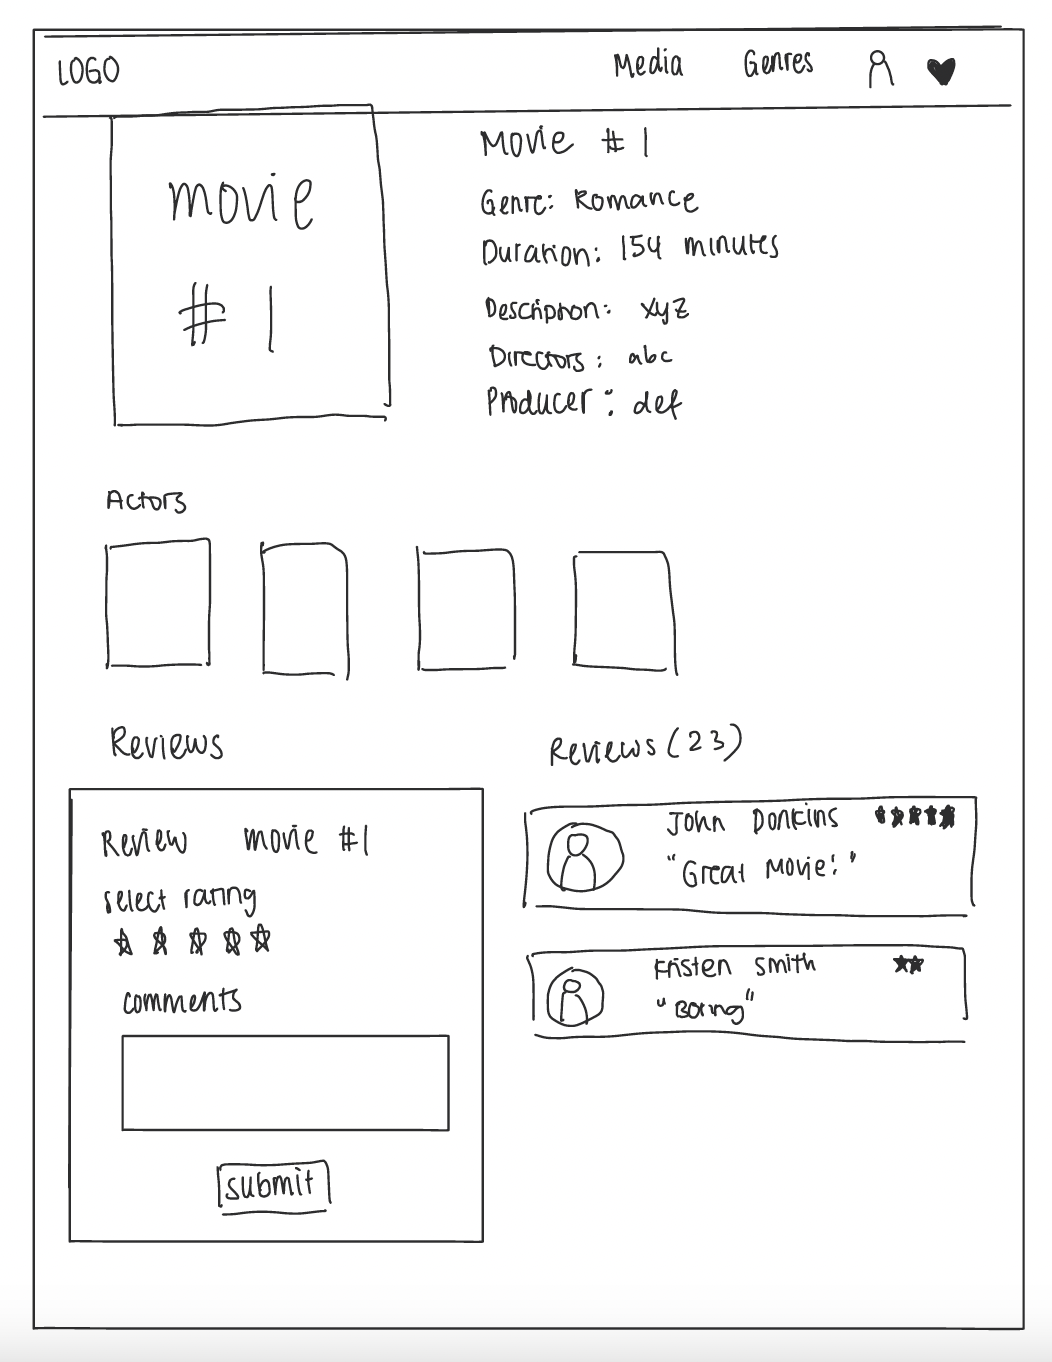 LOGO Media Genres
movie
# 1
Movie # 1
Genre: Romance
Duration: 154 minutes
Description: xyz
Directors: abc
Producer: def
Actors
Reviews
Review movie #1
select rating
comments
submit
Reviews (23)
John Donkins
"Great Movie!"
Kristen Smith
"Boring"